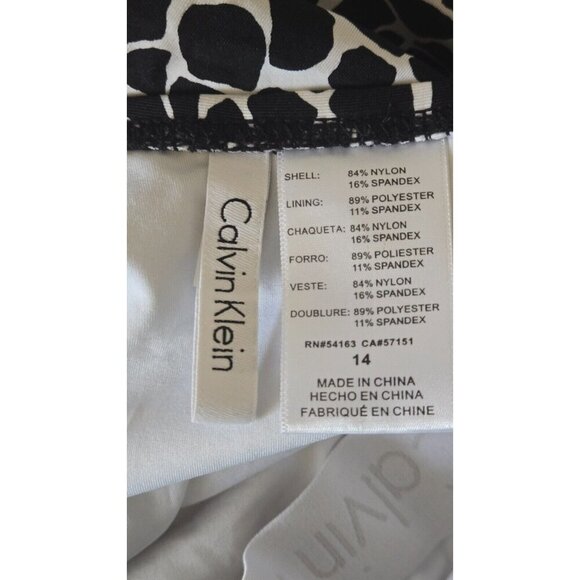 Calvin Klein
SHELL: 84% NYLON
16% SPANDEX
LINING: 89% POLYESTER
11% SPANDEX
CHAQUETA: 84% NYLON
16% SPANDEX
FORRO: 89% POLIESTER
11% SPANDEX
VESTE: 84% NYLON
16% SPANDEX
DOUBLURE: 89% POLYESTER
11% SPANDEX
RN#54163 CA#57151
14
MADE IN CHINA
HECHO EN CHINA
FABRIQUÉ EN CHINE
alvin